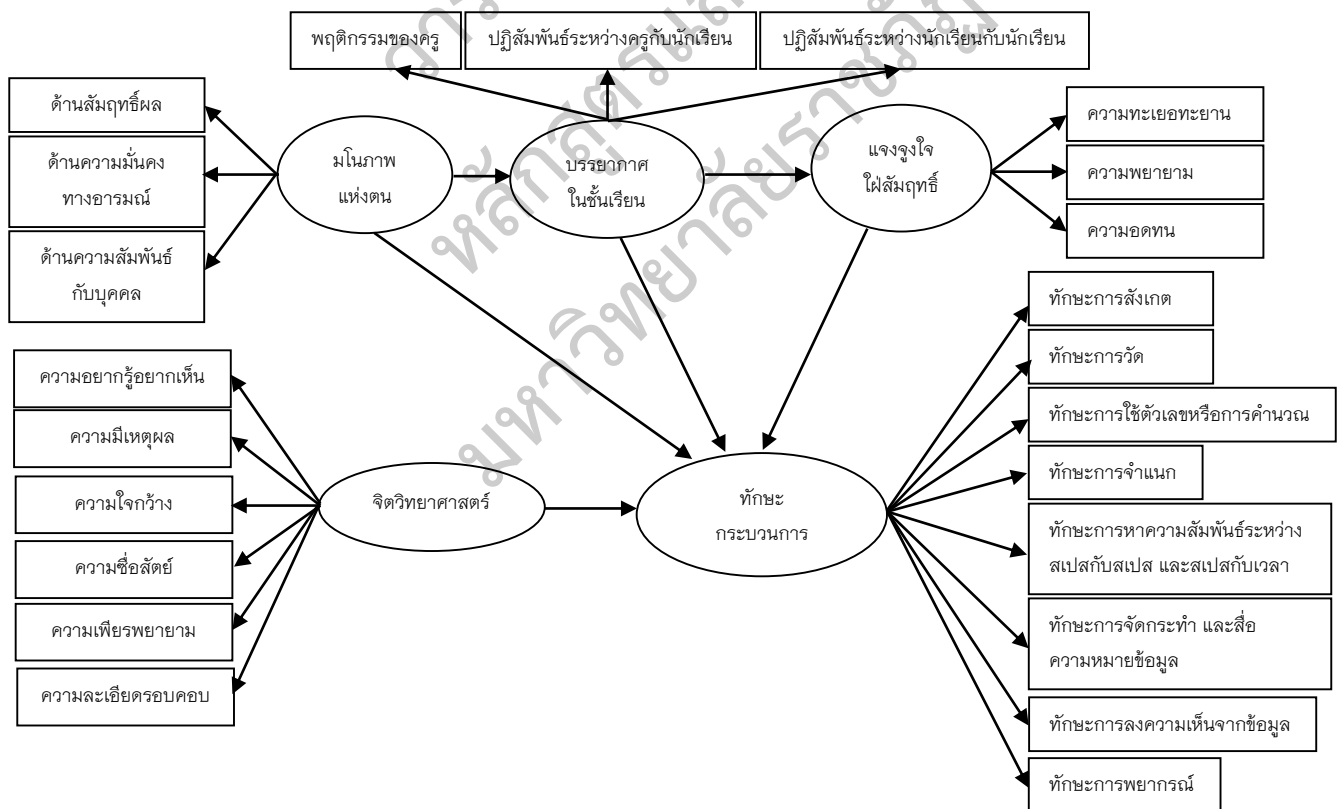 พฤติกรรมของครู
ปฏิสัมพันธ์ระหว่างครูกับนักเรียน
ปฏิสัมพันธ์ระหว่างนักเรียนกับนักเรียน
ด้านสัมฤทธิ์ผล
ด้านความมั่นคง
ทางอารมณ์
ด้านความสัมพันธ์
กับบุคคล
มโนภาพ
แห่งตน
บรรยากาศ
ในชั้นเรียน
แจงจูงใจ
ใฝ่สัมฤทธิ์
ความทะเยอทะยาน
ความพยายาม
ความอดทน
ความอยากรู้อยากเห็น
ความมีเหตุผล
ความใจกว้าง
ความซื่อสัตย์
ความเพียรพยายาม
ความละเอียดรอบคอบ
จิตวิทยาศาสตร์
ทักษะ
กระบวนการ
ทักษะการสังเกต
ทักษะการวัด
ทักษะการใช้ตัวเลขหรือการคำนวณ
ทักษะการจำแนก
ทักษะการหาความสัมพันธ์ระหว่าง
สเปสกับสเปส และสเปสกับเวลา
ทักษะการจัดกระทำ และสื่อ
ความหมายข้อมูล
ทักษะการลงความเห็นจากข้อมูล
ทักษะการพยากรณ์
หลักสูตร
มหาวิทยาลัยราชภัฏ